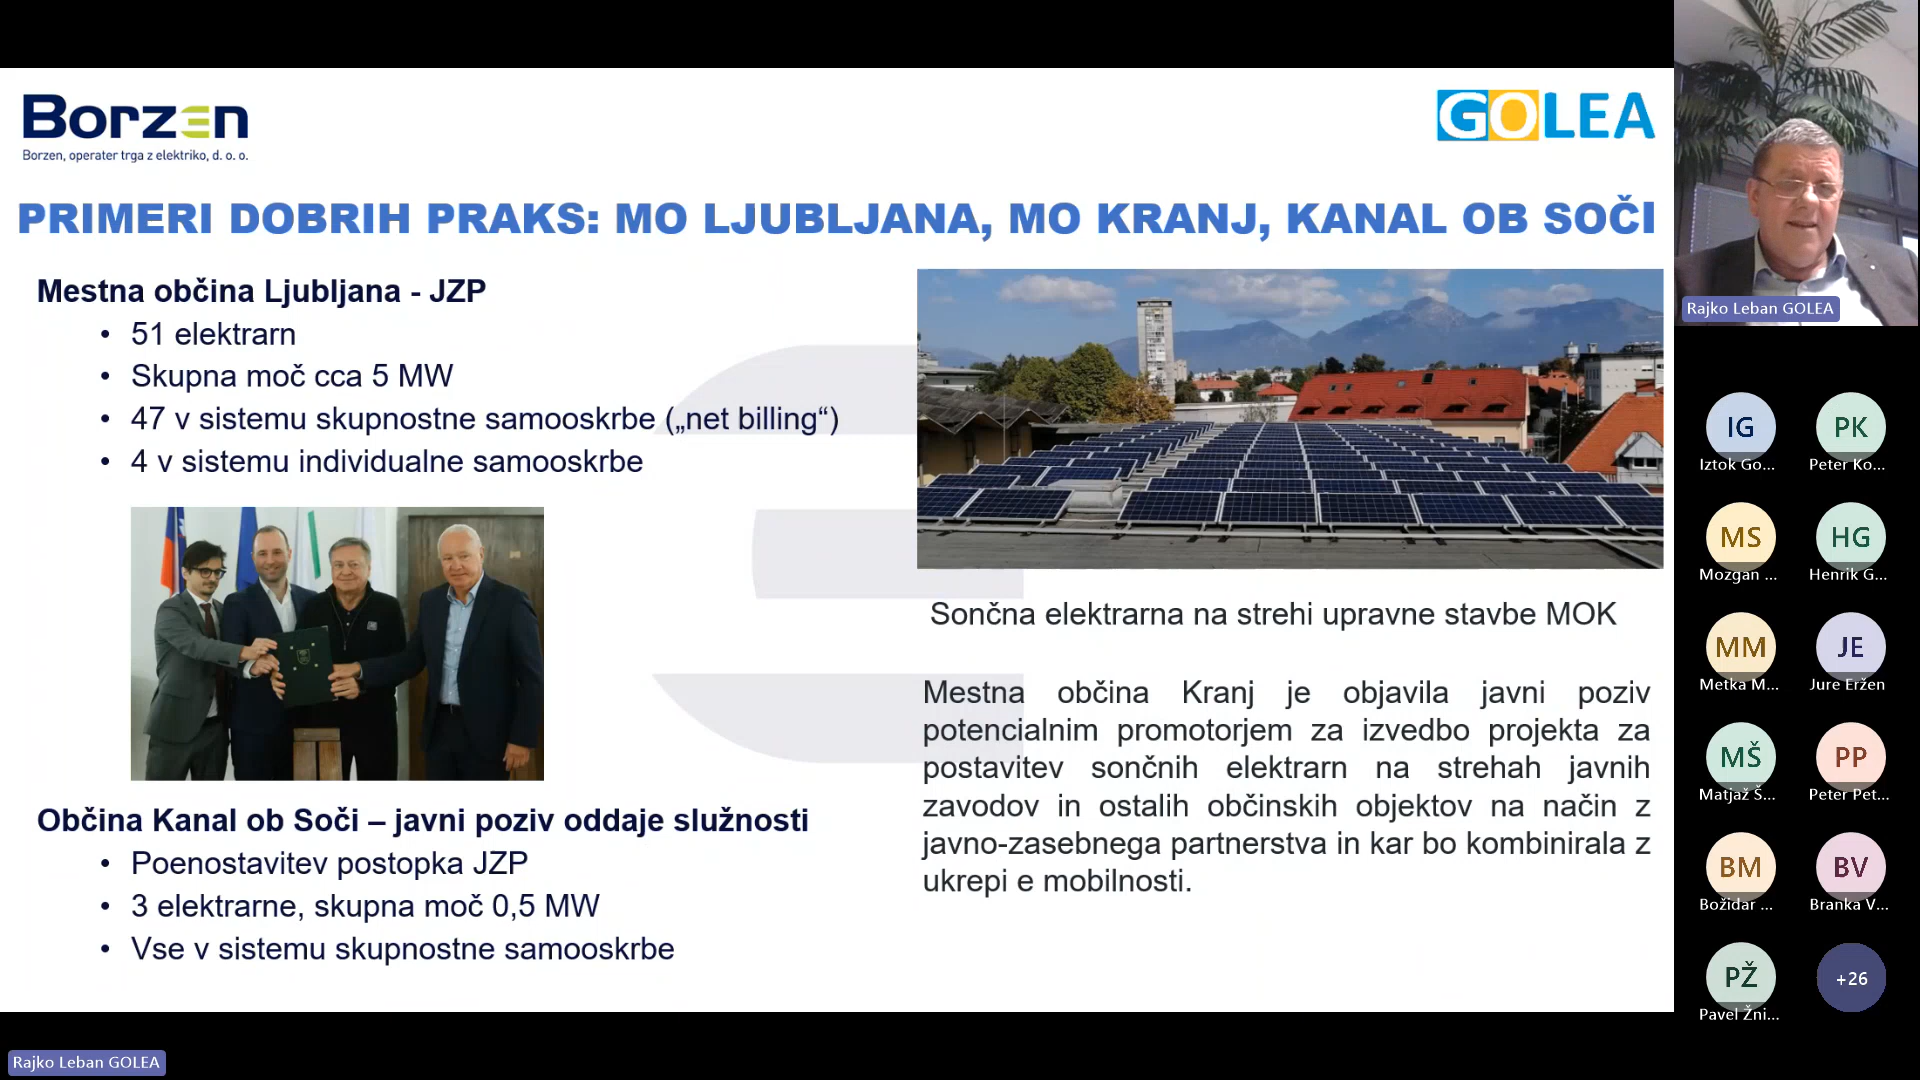 Borzen
Borzen, operater trga z elektriko, d. o. o.
GOLEA
PRIMERI DOBRIH PRAKS: MO LJUBLJANA, MO KRANJ, KANAL OB SOČI
Mestna občina Ljubljana - JZP
• 51 elektrarn
• Skupna moč cca 5 MW
• 47 v sistemu skupnostne samooskrbe („net billing“)
• 4 v sistemu individualne samooskrbe
Občina Kanal ob Soči – javni poziv oddaje služnosti
• Poenostavitev postopka JZP
• 3 elektrarne, skupna moč 0,5 MW
• Vse v sistemu skupnostne samooskrbe
Sončna elektrarna na strehi upravne stavbe MOK
Mestna občina Kranj je objavila javni poziv
potencialnim promotorjem za izvedbo projekta za
postavitev sončnih elektrarn na strehah javnih
zavodov in ostalih občinskih objektov na način z
javno-zasebnega partnerstva in kar bo kombinirala z
ukrepi e mobilnosti.
Rajko Leban GOLEA
IG
Iztok Go...
PK
Peter Ko...
MS
Mozgan ...
HG
Henrik G...
MM
Metka M...
JE
Jure Eržen
MŠ
Matjaž Š...
PP
Peter Pet...
BM
Božidar ...
BV
Branka V...
PŽ
Pavel Žni...
+26
Rajko Leban GOLEA